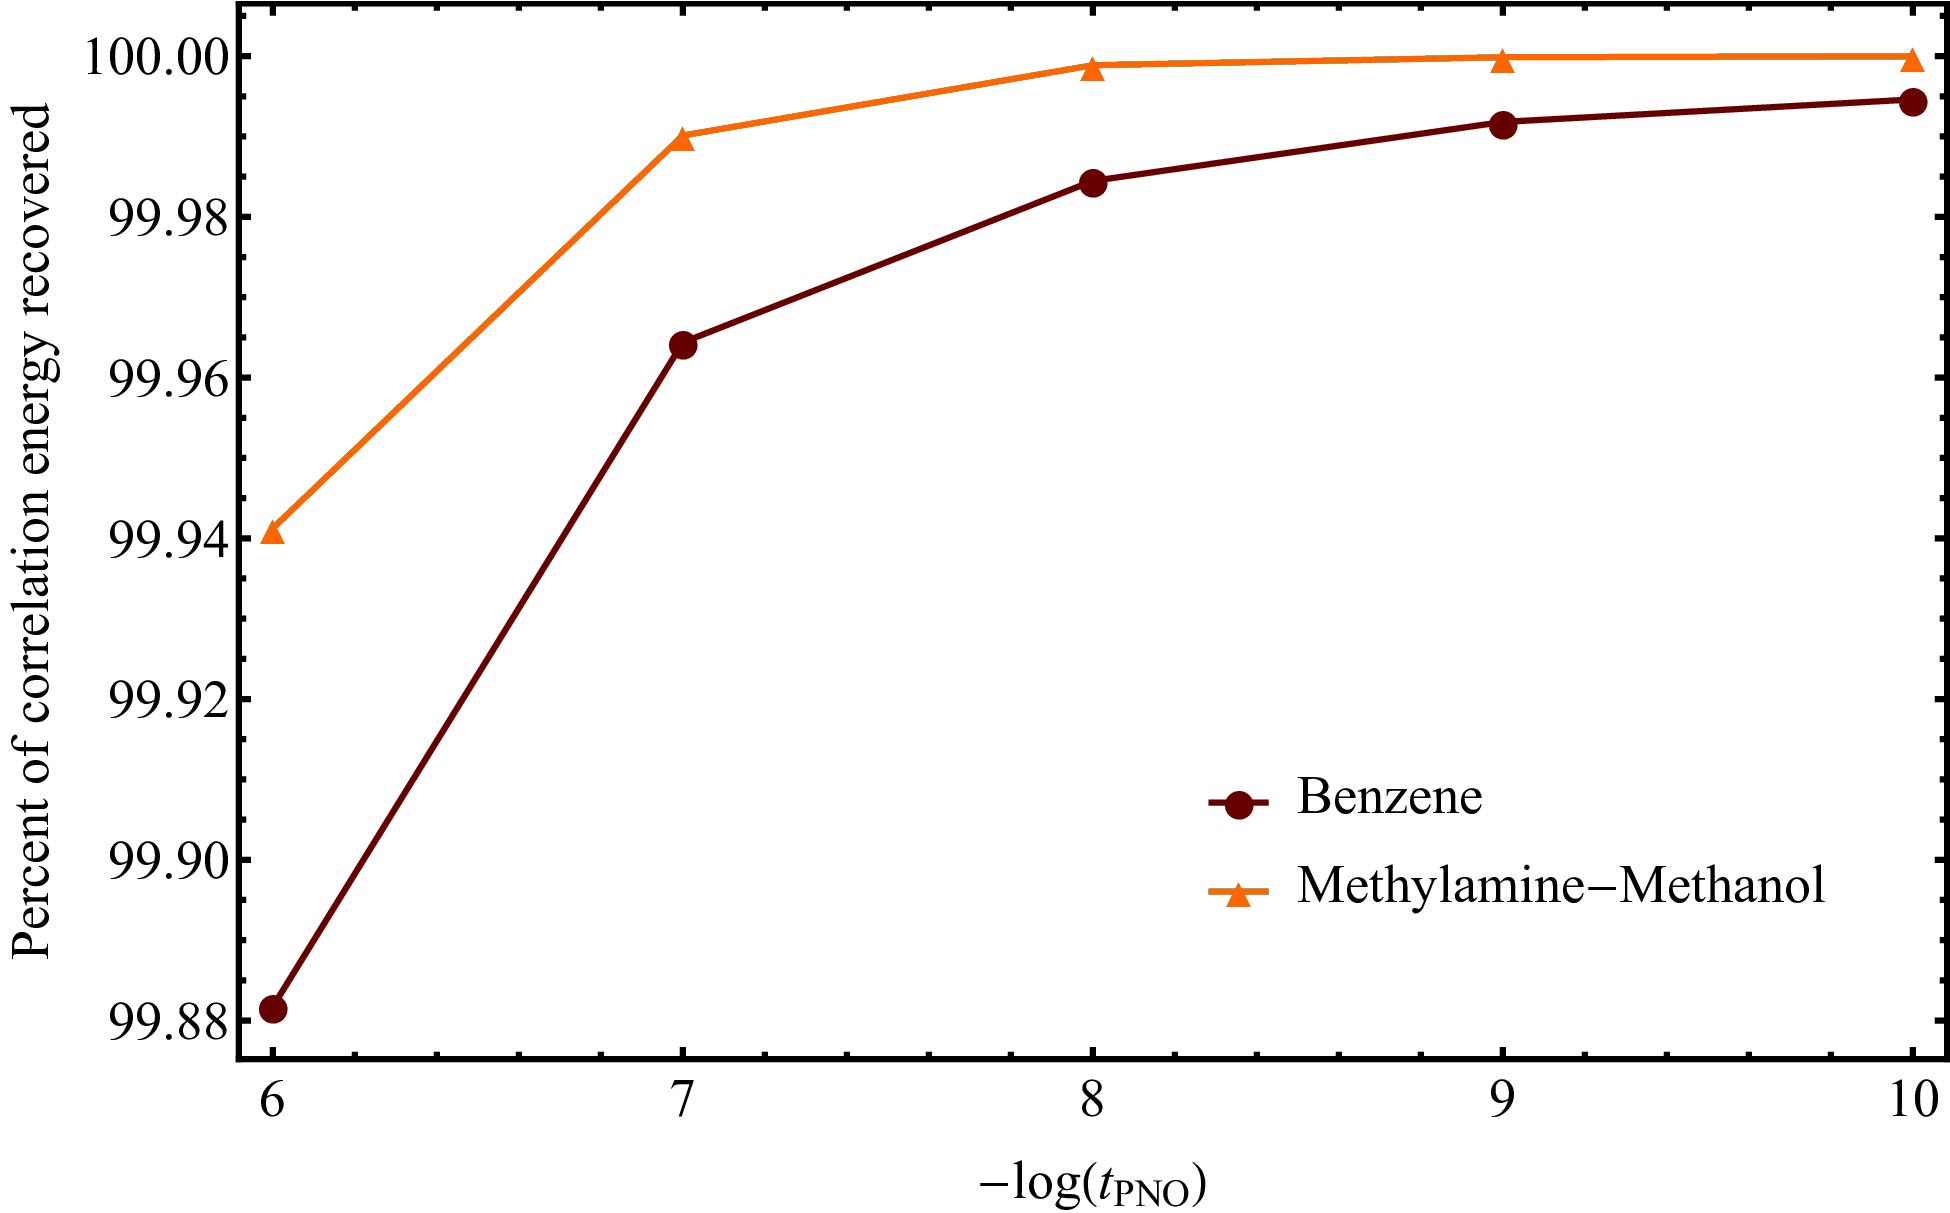 Percent of correlation energy recovered
100.00
99.98
99.96
99.94
99.92
99.90
99.88
Benzene
Methylamine−Methanol
6 7 8 9 10
−log(tPNO)